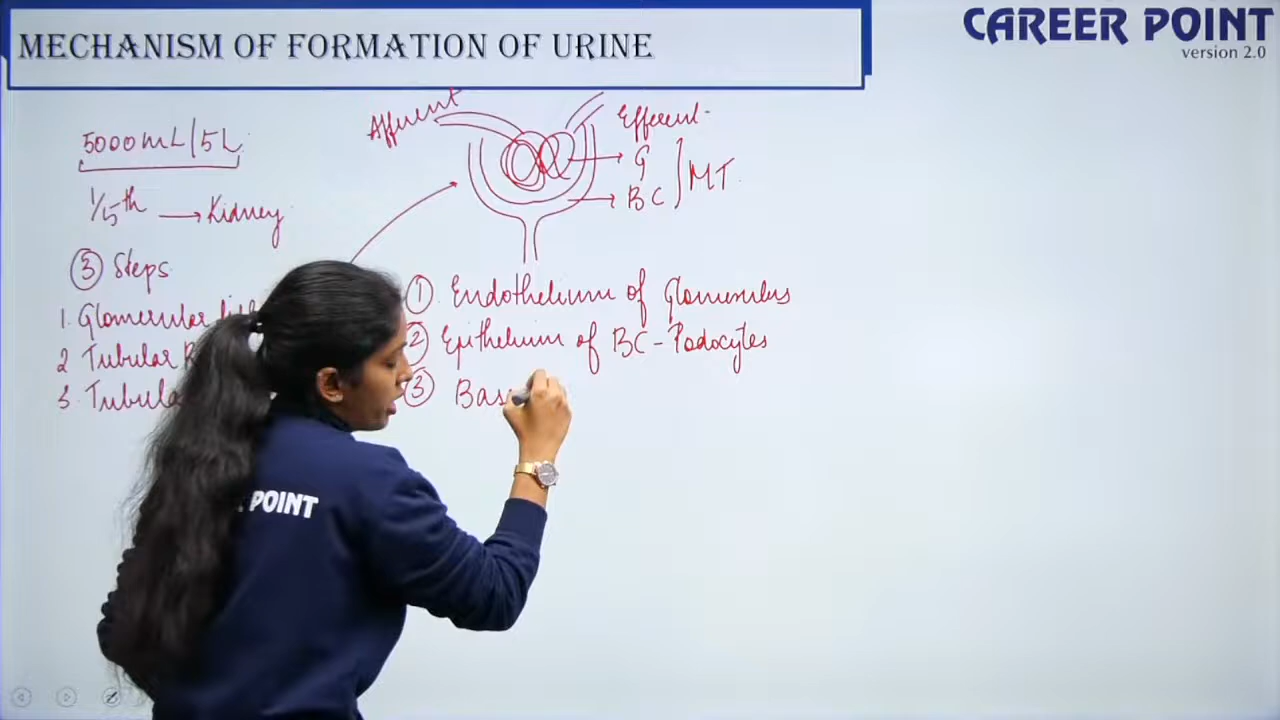 MECHANISM OF FORMATION OF URINE
CAREER POINT
version 2.0
5000mL/5L
1/5th → Kidney
③ Steps
1. Glomerular
2 Tubular
3. Tubula
Afferent
Efferent
G
BC
MT
① Endothelium of Glomerulus
② Epithelium of BC - Podocytes
③ Bas
POINT